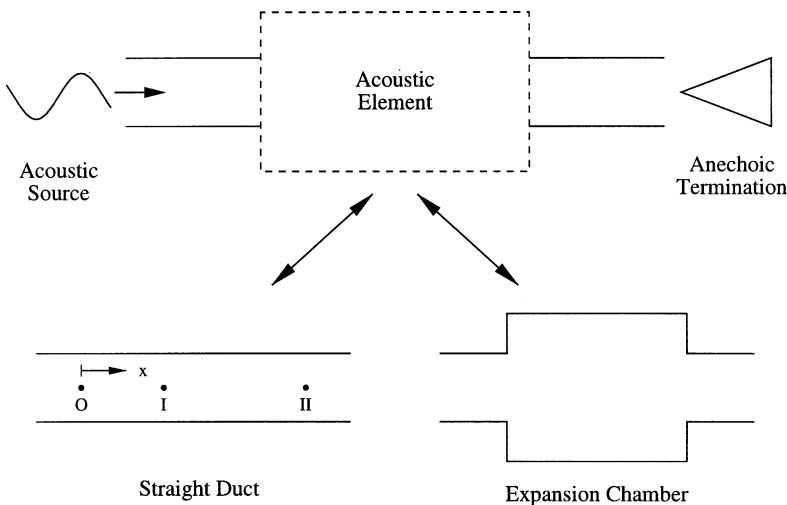 Acoustic
Element
Acoustic
Source
Anechoic
Termination
x
O I II
Straight Duct
Expansion Chamber